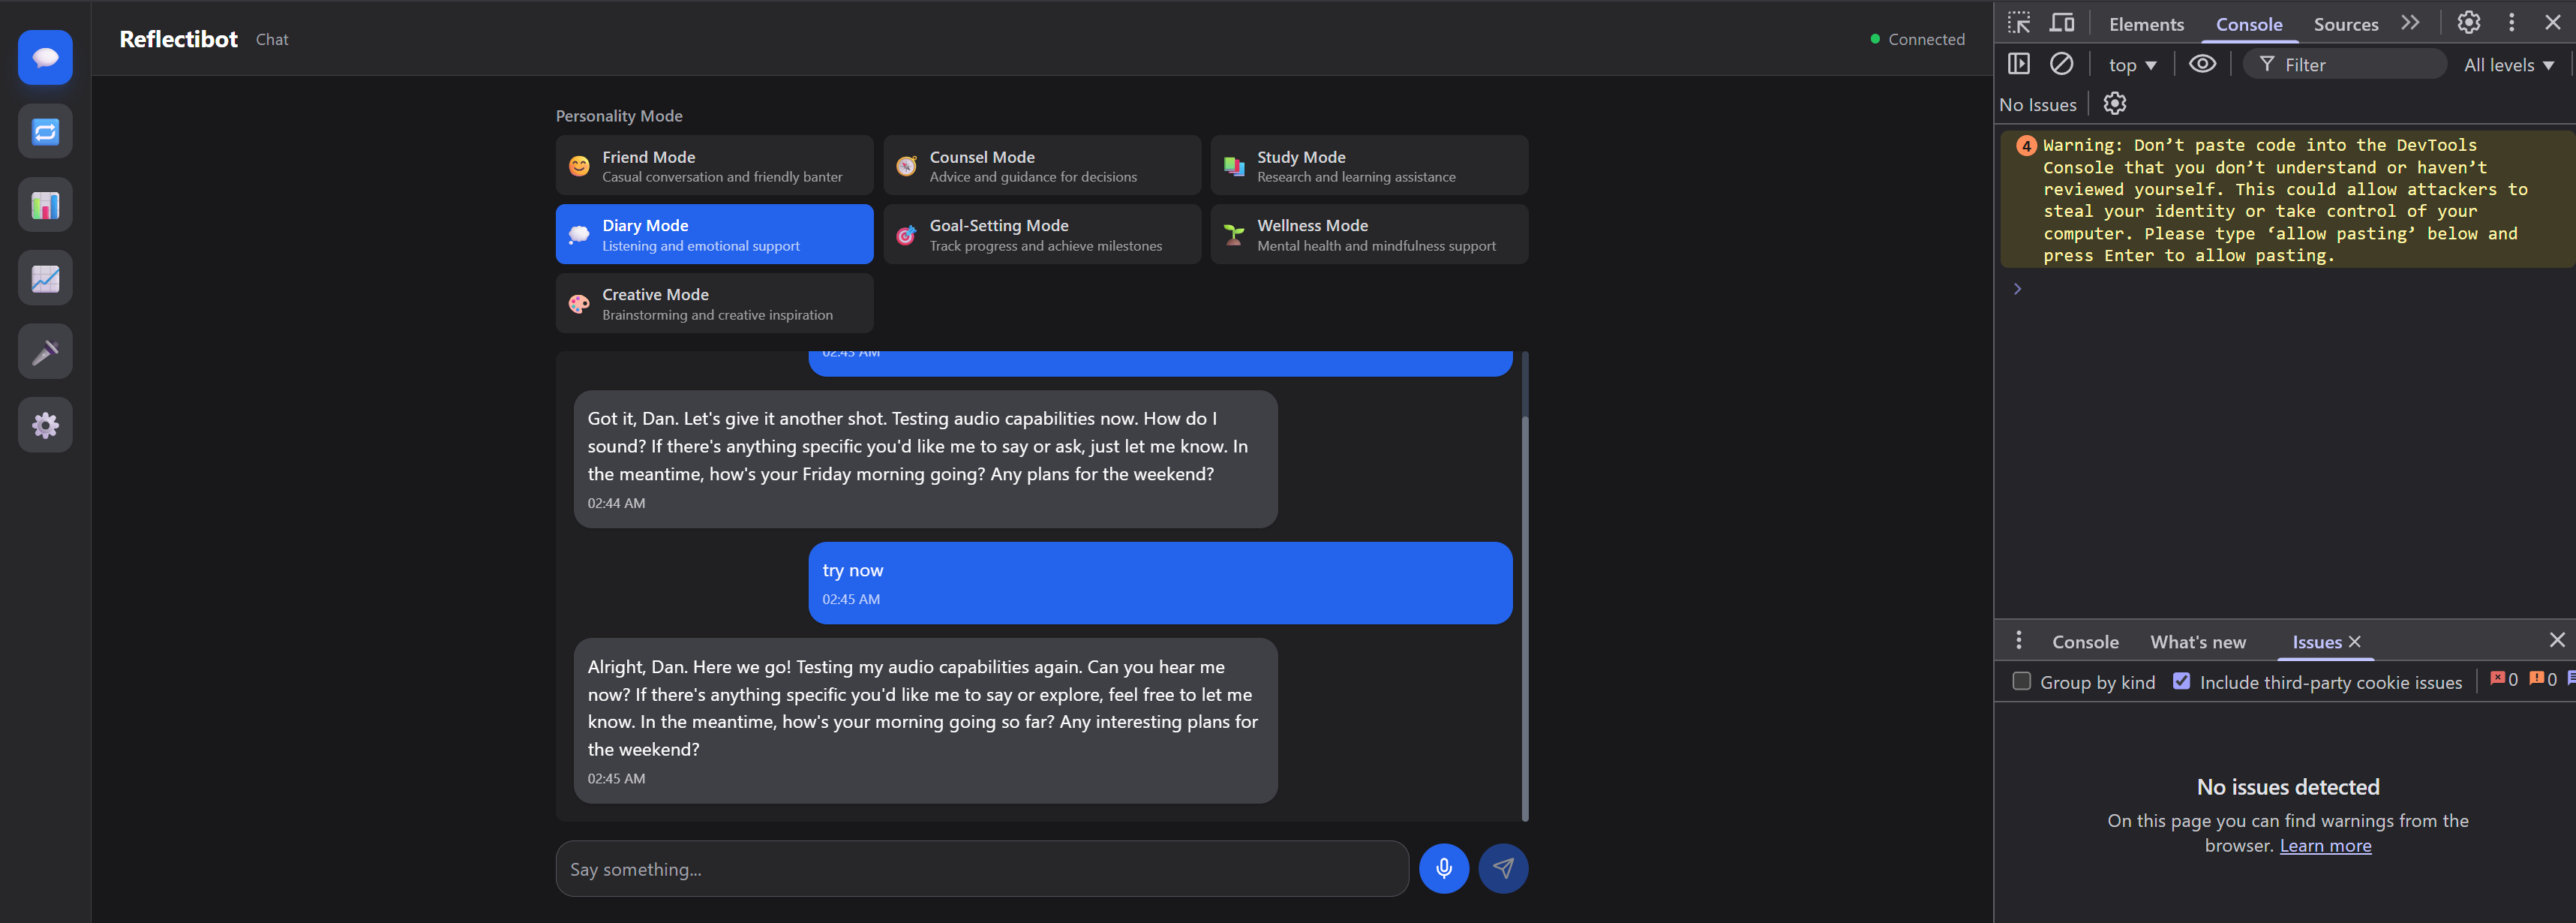 Reflectibot Chat
Connected
Personality Mode
Friend Mode
Casual conversation and friendly banter
Counsel Mode
Advice and guidance for decisions
Study Mode
Research and learning assistance
Diary Mode
Listening and emotional support
Goal-Setting Mode
Track progress and achieve milestones
Wellness Mode
Mental health and mindfulness support
Creative Mode
Brainstorming and creative inspiration
02:45 AM
Got it, Dan. Let's give it another shot. Testing audio capabilities now. How do I
sound? If there's anything specific you'd like me to say or ask, just let me know. In
the meantime, how's your Friday morning going? Any plans for the weekend?
02:44 AM
try now
02:45 AM
Alright, Dan. Here we go! Testing my audio capabilities again. Can you hear me
now? If there's anything specific you'd like me to say or explore, feel free to let me
know. In the meantime, how's your morning going so far? Any interesting plans for
the weekend?
02:45 AM
Say something...
Elements Console Sources
top Filter All levels
No Issues
4 Warning: Don’t paste code into the DevTools
Console that you don’t understand or haven’t
reviewed yourself. This could allow attackers to
steal your identity or take control of your
computer. Please type ‘allow pasting’ below and
press Enter to allow pasting.
Console What's new Issues
Group by kind Include third-party cookie issues 0 0
No issues detected
On this page you can find warnings from the
browser. Learn more